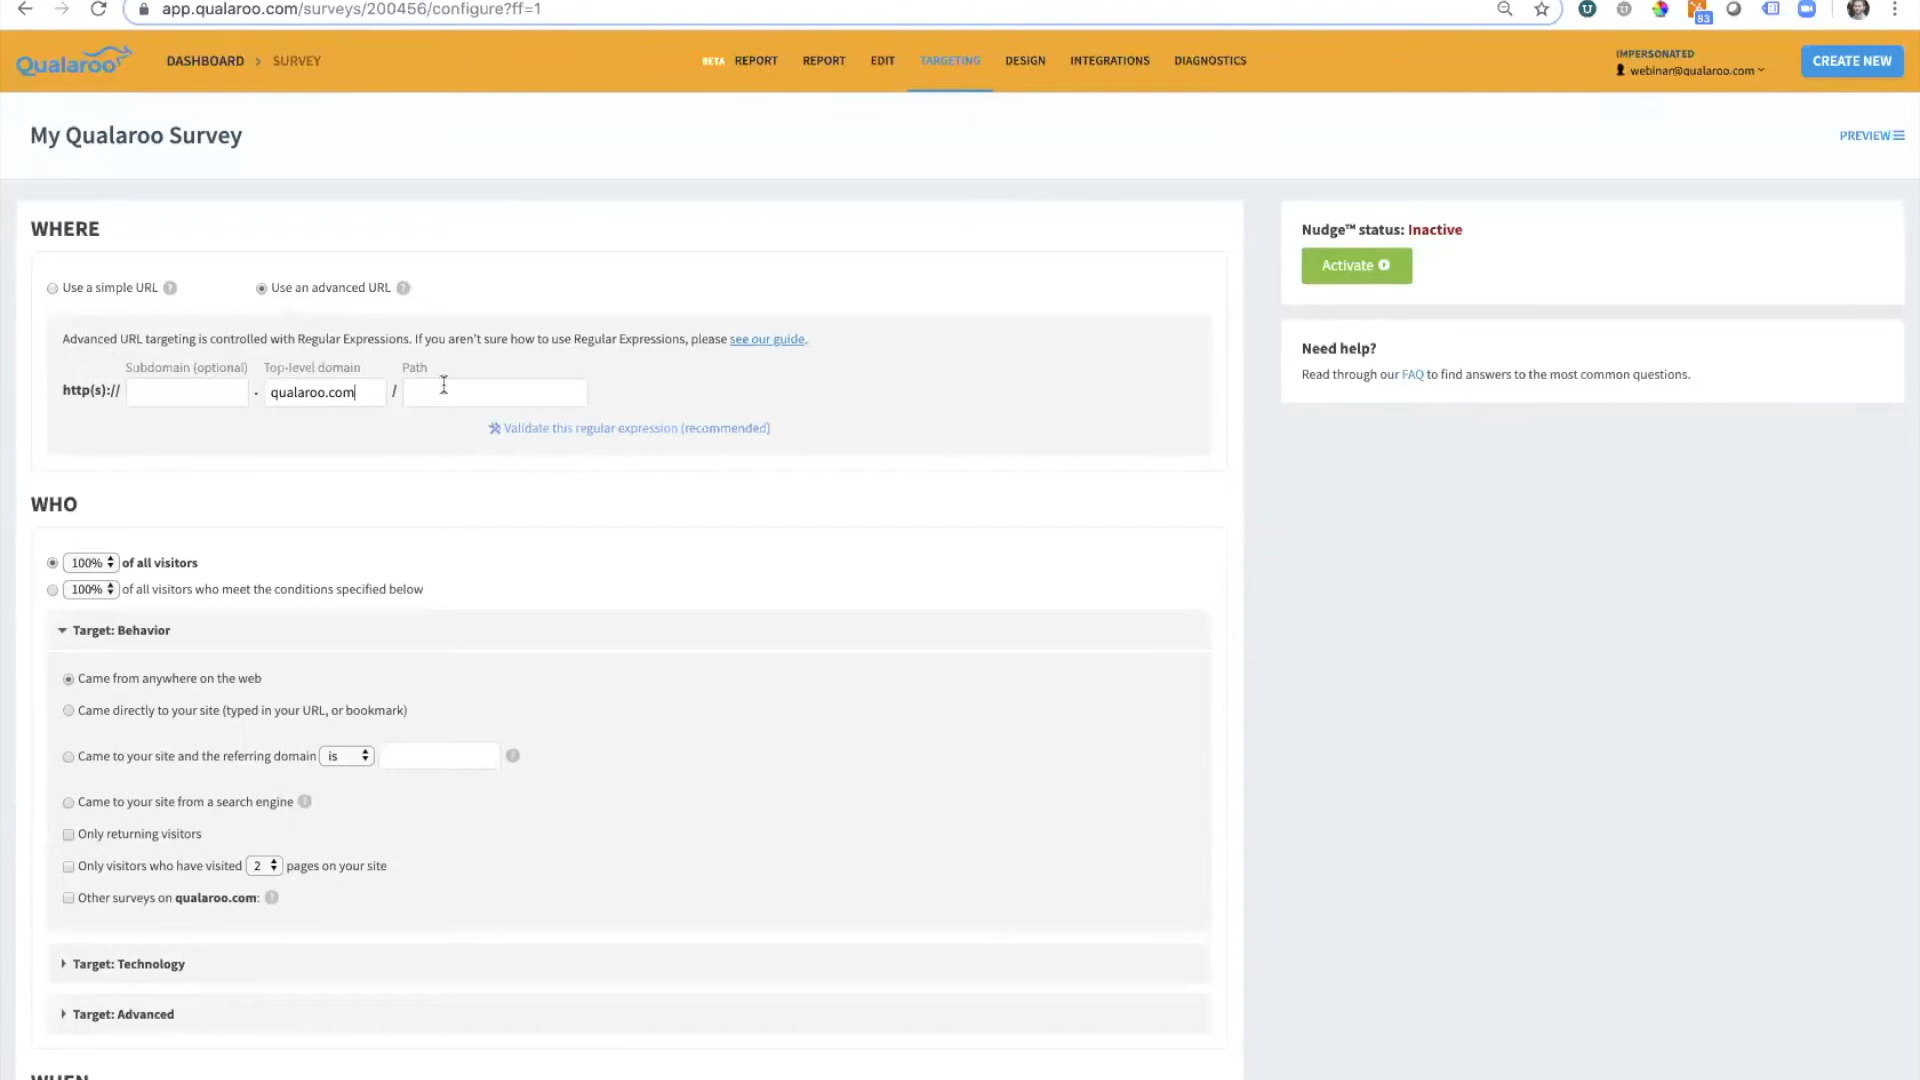 app.qualaroo.com/surveys/200456/configure?ff=1
83
Qualaroo
DASHBOARD > SURVEY
BETA REPORT
REPORT
EDIT
TARGETING
DESIGN
INTEGRATIONS
DIAGNOSTICS
IMPERSONATED
webinar@qualaroo.com
CREATE NEW
My Qualaroo Survey
PREVIEW
WHERE
Use a simple URL ?
Use an advanced URL ?
Advanced URL targeting is controlled with Regular Expressions. If you aren't sure how to use Regular Expressions, please see our guide.
Subdomain (optional) Top-level domain Path
http(s):// . qualaroo.com /
Validate this regular expression (recommended)
Nudge™ status: Inactive
Activate
Need help?
Read through our FAQ to find answers to the most common questions.
WHO
100% of all visitors
100% of all visitors who meet the conditions specified below
Target: Behavior
Came from anywhere on the web
Came directly to your site (typed in your URL, or bookmark)
Came to your site and the referring domain is ?
Came to your site from a search engine ?
Only returning visitors
Only visitors who have visited 2 pages on your site
Other surveys on qualaroo.com: ?
Target: Technology
Target: Advanced
WHEN